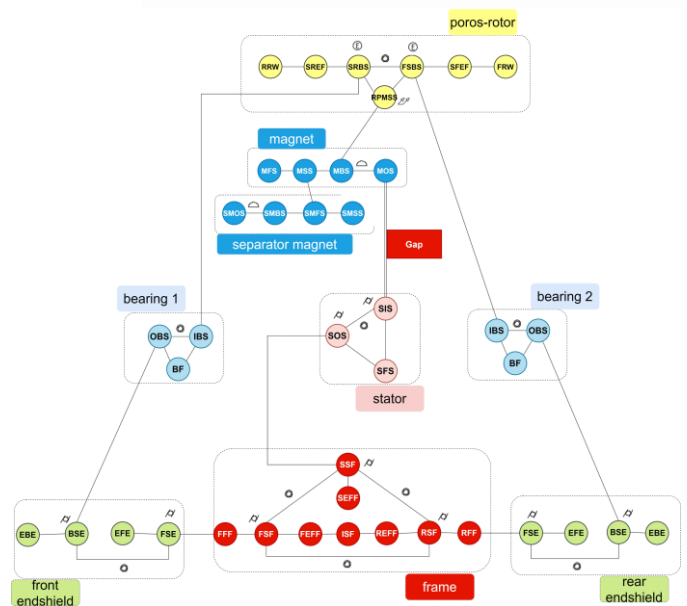 poros-rotor
E E
RRW SREF SRBS FSBS SFEF FRW
RPMSS
magnet
MFS MSS MBS MOS
SMOS SMBS SMFS SMSS
separator magnet
Gap
bearing 1
bearing 2
OBS IBS
BF
SIS
SOS
SFS
stator
IBS OBS
BF
SSF
SEFF
EBE BSE EFE FSE
FFF FSF FEFF ISF REFF RSF RFF
FSE EFE BSE EBE
front
endshield
frame
rear
endshield